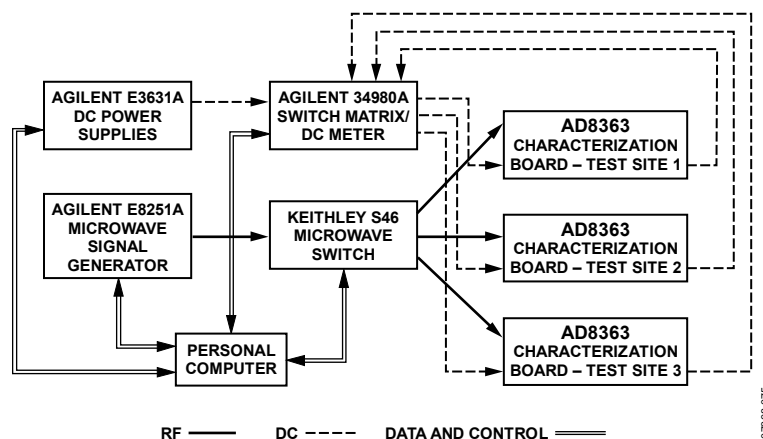 AGILENT E3631A
DC POWER
SUPPLIES
AGILENT 34980A
SWITCH MATRIX/
DC METER
AD8363
CHARACTERIZATION
BOARD – TEST SITE 1
AGILENT E8251A
MICROWAVE
SIGNAL
GENERATOR
KEITHLEY S46
MICROWAVE
SWITCH
AD8363
CHARACTERIZATION
BOARD – TEST SITE 2
PERSONAL
COMPUTER
AD8363
CHARACTERIZATION
BOARD – TEST SITE 3
RF
DC
DATA AND CONTROL